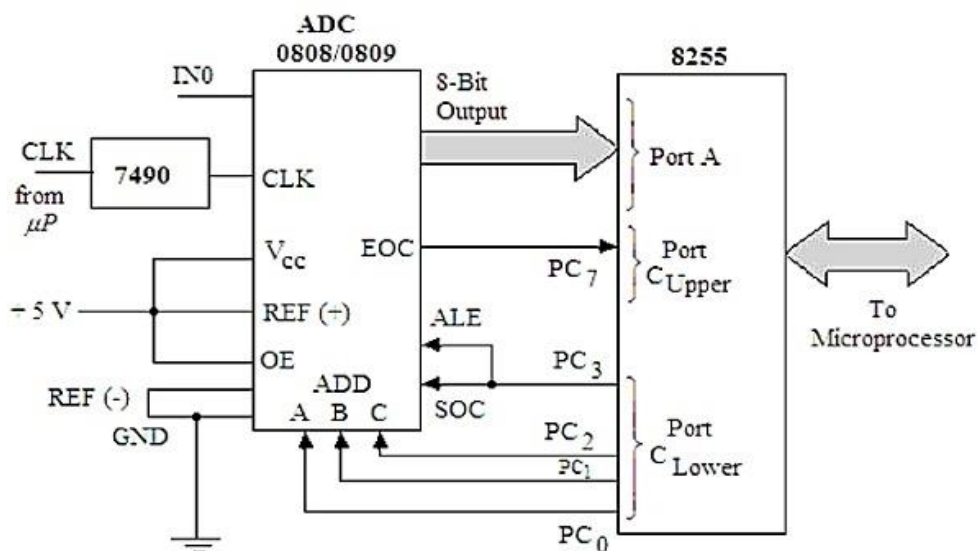 ADC
0808/0809
8255
IN0
8-Bit
Output
Port A
CLK
from
μP
7490
CLK
EOC
PC7
Port
CUpper
VCC
+ 5 V
REF (+)
OE
ALE
SOC
PC3
To
Microprocessor
REF (-)
GND
ADD
A B C
PC2
PC1
PC0
Port
CLower